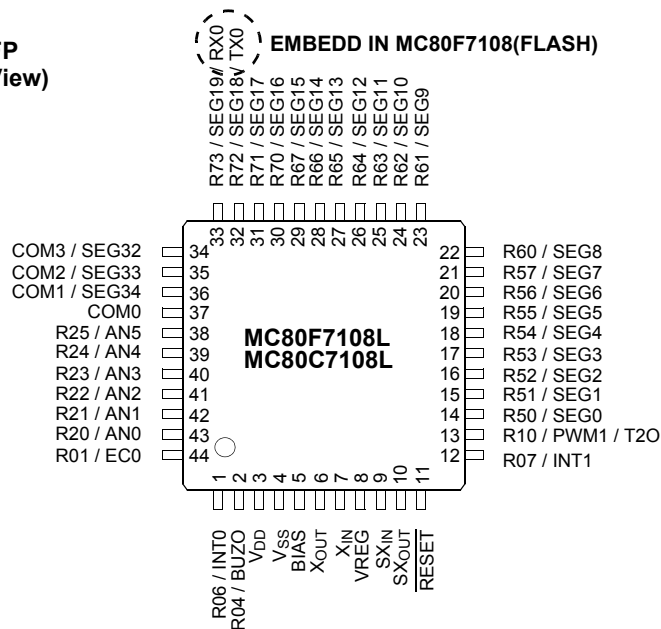 TP
View)
EMBEDD IN MC80F7108(FLASH)
R73 / SEG19 / RX0
R72 / SEG18 / TX0
R71 / SEG17
R70 / SEG16
R67 / SEG15
R66 / SEG14
R65 / SEG13
R64 / SEG12
R63 / SEG11
R62 / SEG10
R61 / SEG9
33 32 31 30 29 28 27 26 25 24 23
COM3 / SEG32 34
COM2 / SEG33 35
COM1 / SEG34 36
COM0 37
R25 / AN5 38
R24 / AN4 39
R23 / AN3 40
R22 / AN2 41
R21 / AN1 42
R20 / AN0 43
R01 / EC0 44
MC80F7108L
MC80C7108L
22 R60 / SEG8
21 R57 / SEG7
20 R56 / SEG6
19 R55 / SEG5
18 R54 / SEG4
17 R53 / SEG3
16 R52 / SEG2
15 R51 / SEG1
14 R50 / SEG0
13 R10 / PWM1 / T2O
12 R07 / INT1
1 2 3 4 5 6 7 8 9 10 11
R06 / INT0
R04 / BUZO
VDD
VSS
BIAS
XOUT
XIN
VREG
SXIN
SXOUT
RESET